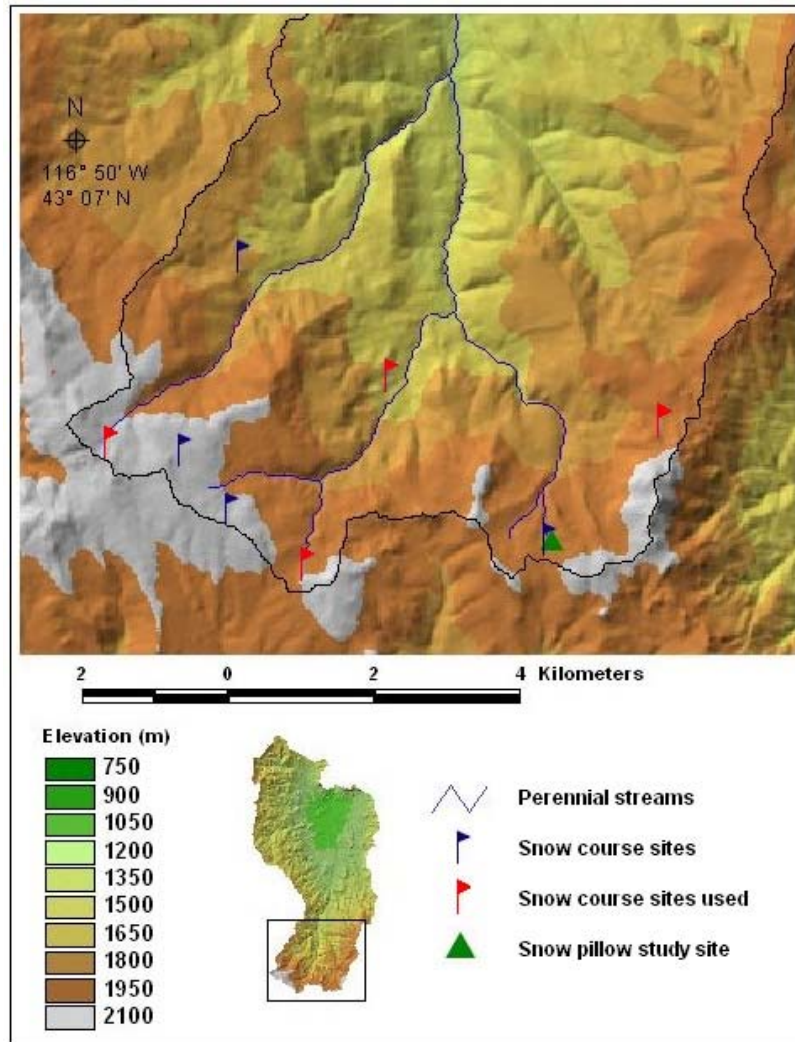 N
116° 50' W
43° 07' N
2 0 2 4 Kilometers
Elevation (m)
750
900
1050
1200
1350
1500
1650
1800
1950
2100
Perennial streams
Snow course sites
Snow course sites used
Snow pillow study site